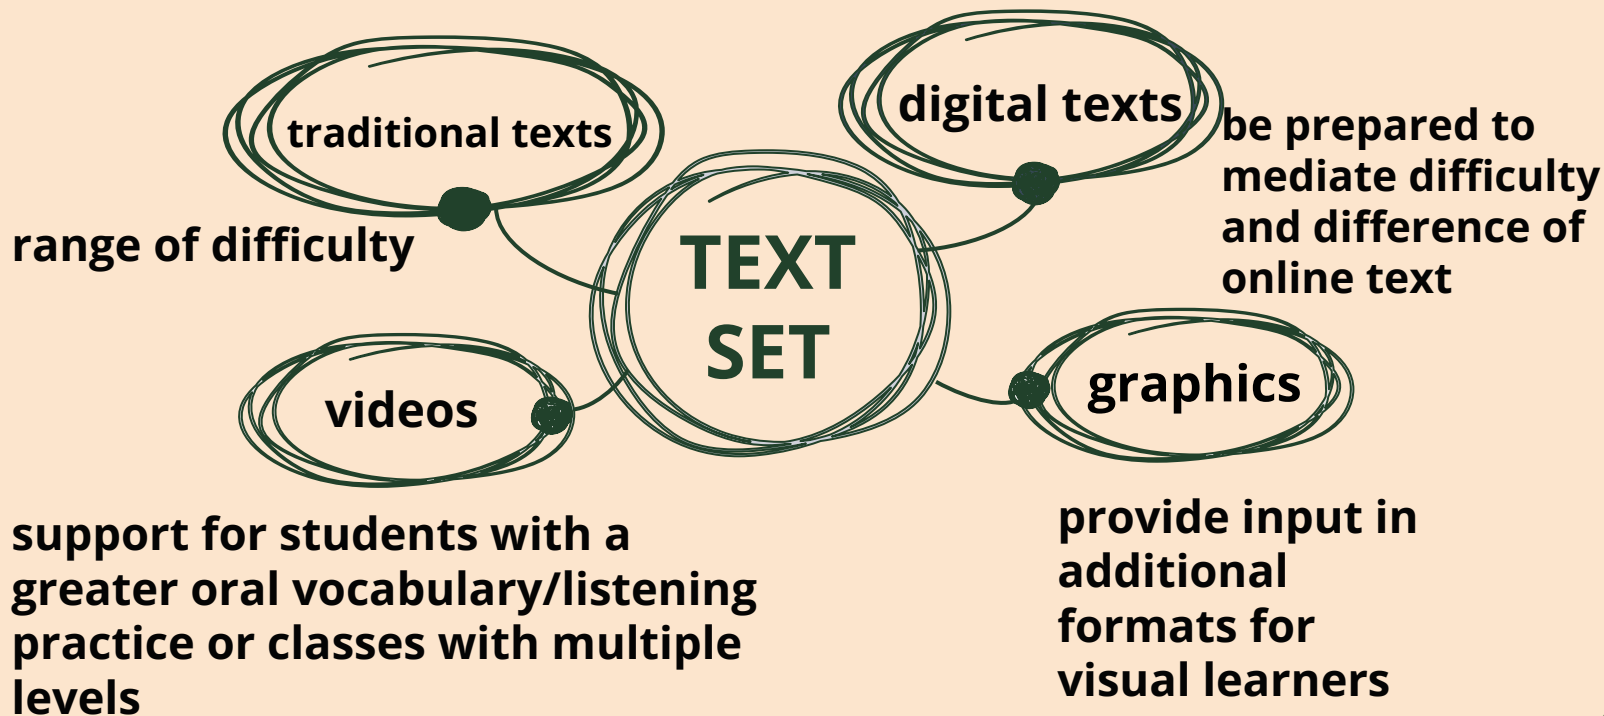 traditional texts
range of difficulty
digital texts
be prepared to
mediate difficulty
and difference of
online text
TEXT
SET
videos
support for students with a
greater oral vocabulary/listening
practice or classes with multiple
levels
graphics
provide input in
additional
formats for
visual learners